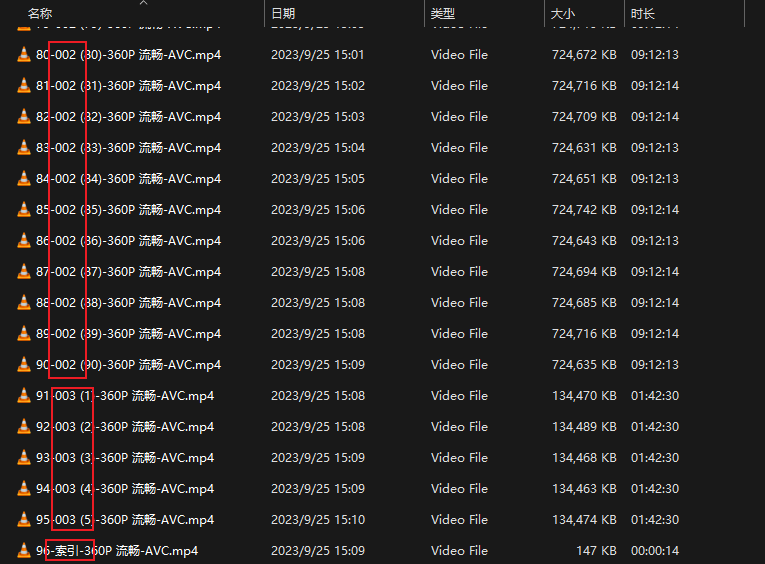 名称 日期 类型 大小 时长
80-002 (80)-360P 流畅-AVC.mp4 2023/9/25 15:01 Video File 724,672 KB 09:12:13
81-002 (81)-360P 流畅-AVC.mp4 2023/9/25 15:02 Video File 724,716 KB 09:12:14
82-002 (82)-360P 流畅-AVC.mp4 2023/9/25 15:03 Video File 724,709 KB 09:12:14
83-002 (83)-360P 流畅-AVC.mp4 2023/9/25 15:04 Video File 724,631 KB 09:12:13
84-002 (84)-360P 流畅-AVC.mp4 2023/9/25 15:05 Video File 724,651 KB 09:12:13
85-002 (85)-360P 流畅-AVC.mp4 2023/9/25 15:06 Video File 724,742 KB 09:12:14
86-002 (86)-360P 流畅-AVC.mp4 2023/9/25 15:06 Video File 724,643 KB 09:12:13
87-002 (87)-360P 流畅-AVC.mp4 2023/9/25 15:08 Video File 724,694 KB 09:12:14
88-002 (88)-360P 流畅-AVC.mp4 2023/9/25 15:08 Video File 724,685 KB 09:12:14
89-002 (89)-360P 流畅-AVC.mp4 2023/9/25 15:08 Video File 724,716 KB 09:12:14
90-002 (90)-360P 流畅-AVC.mp4 2023/9/25 15:09 Video File 724,635 KB 09:12:13
91-003 (1)-360P 流畅-AVC.mp4 2023/9/25 15:08 Video File 134,470 KB 01:42:30
92-003 (2)-360P 流畅-AVC.mp4 2023/9/25 15:08 Video File 134,489 KB 01:42:30
93-003 (3)-360P 流畅-AVC.mp4 2023/9/25 15:09 Video File 134,468 KB 01:42:30
94-003 (4)-360P 流畅-AVC.mp4 2023/9/25 15:09 Video File 134,463 KB 01:42:30
95-003 (5)-360P 流畅-AVC.mp4 2023/9/25 15:10 Video File 134,474 KB 01:42:30
96-索引-360P 流畅-AVC.mp4 2023/9/25 15:09 Video File 147 KB 00:00:14